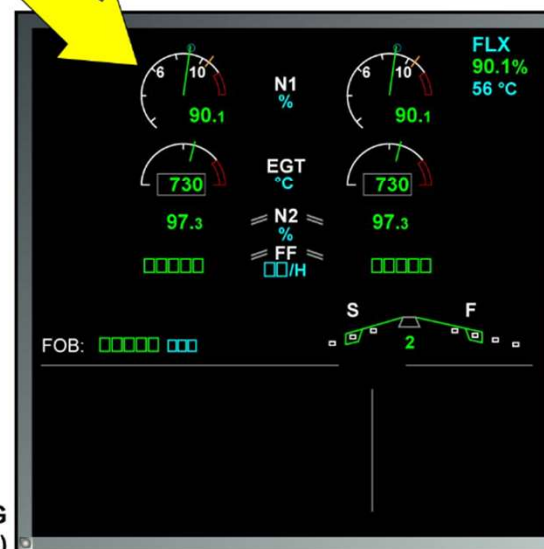 FLX
90.1%
56 °C
6 10
N1
%
6 10
90.1
90.1
EGT
°C
730
730
97.3
N2
%
97.3
FF
/H
S
F
FOB:
2
G
)